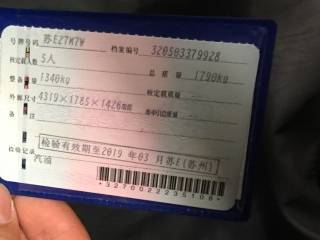 号牌号码 苏EZ7M7W 档案编号 320503379928
核定载人数 5人 总质量 1790kg
整备质量 1340kg 核定载质量
外廓尺寸 4319×1785×1426mm 准牵引总质量
备注
检验有效期至2019年03月苏E(苏州)
检验记录
汽油